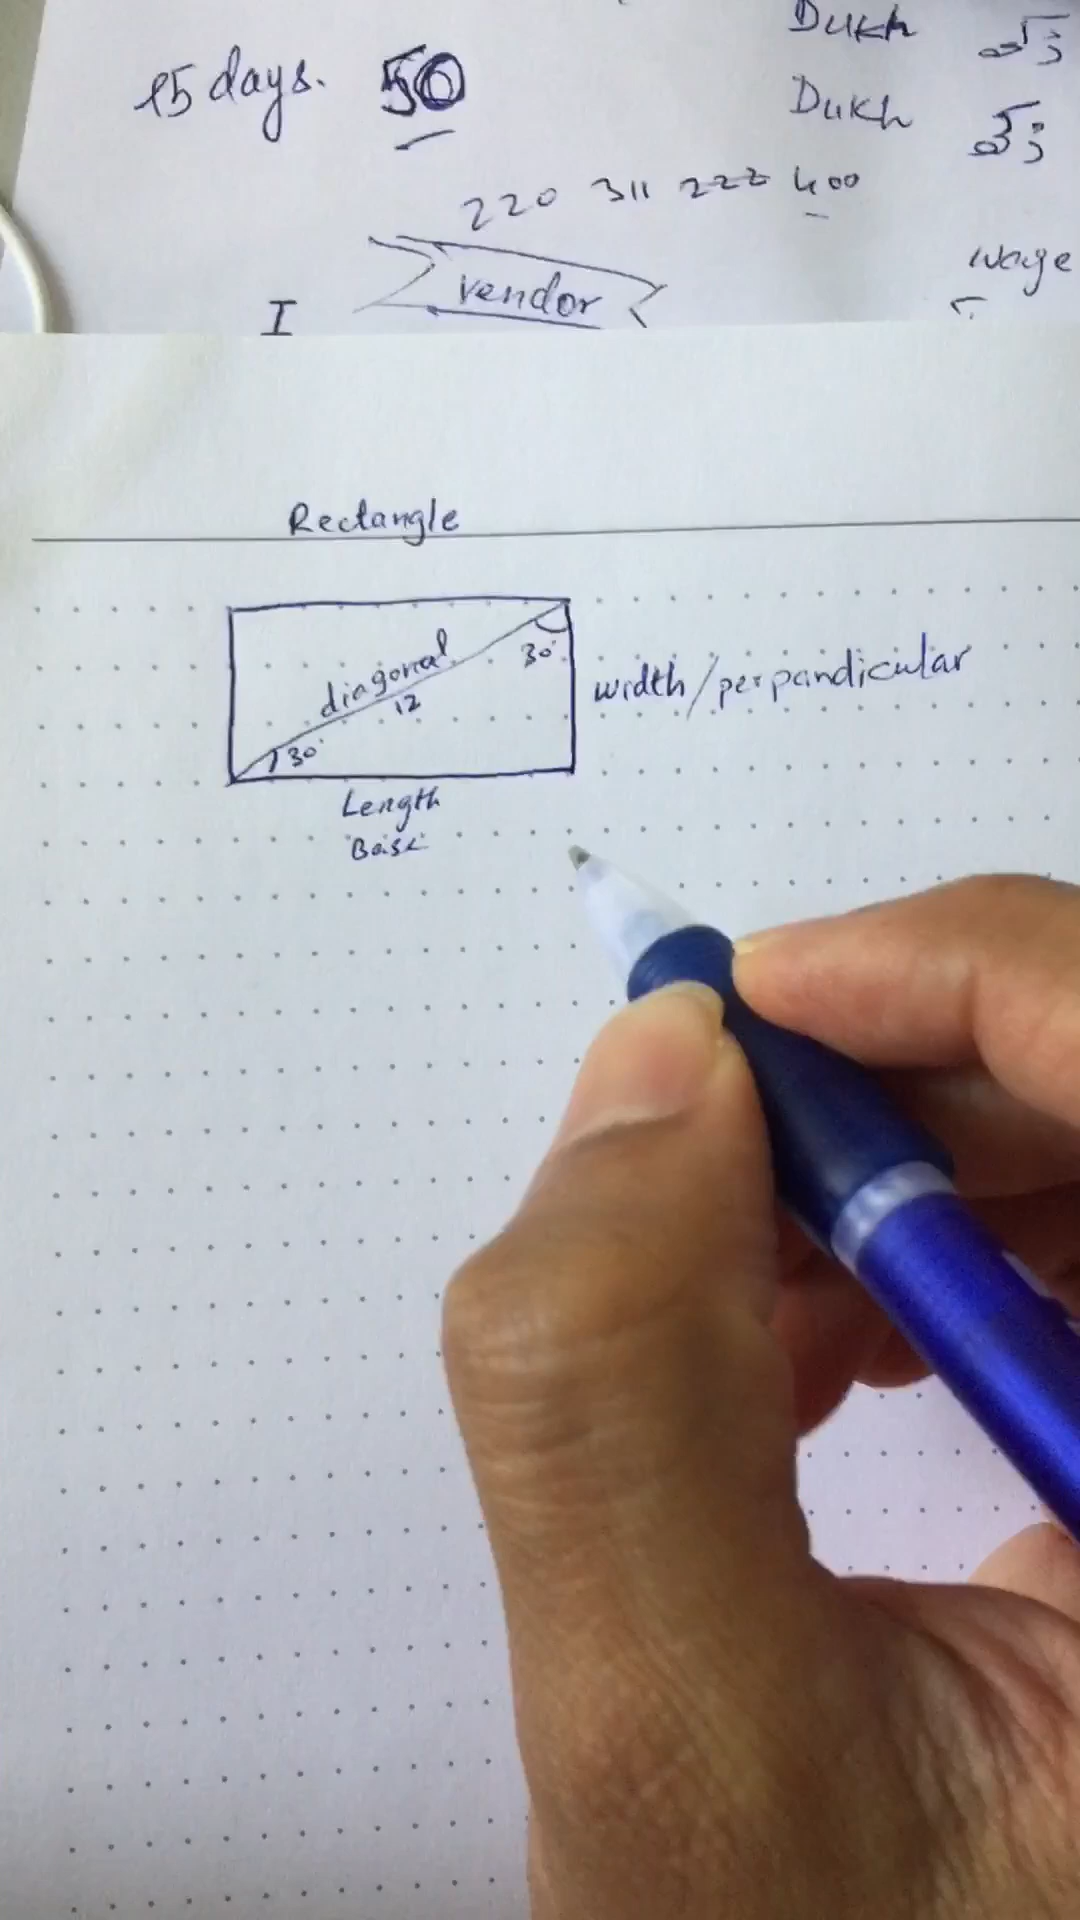 Dukh
15 days. 50
Dukh
220 311 222 400
wage
vendor
I
Rectangle
diagonal
30°
width/perpandicular
12
30°
Length
Base